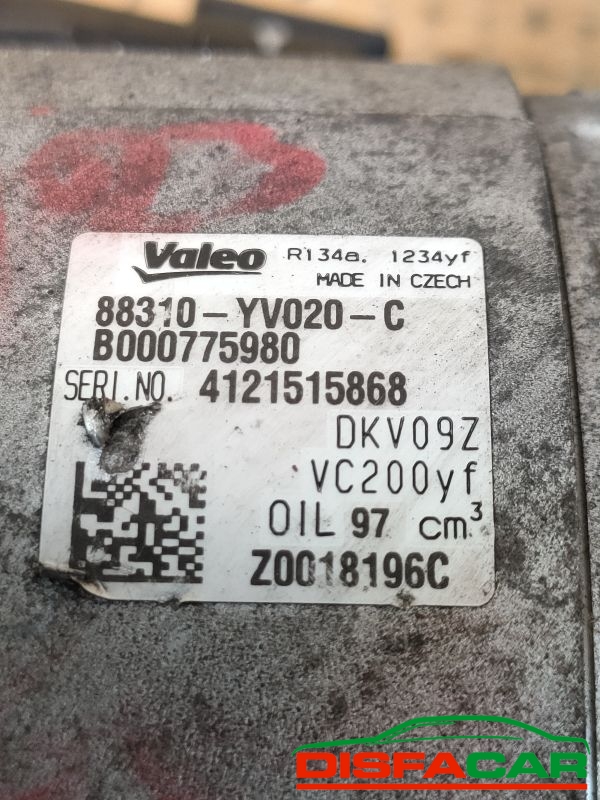 Valeo R134a. 1234yf
MADE IN CZECH
88310-YV020-C
B000775980
SERI.NO. 4121515868
DKV09Z
VC200yf
OIL 97 cm³
Z0018196C
DISFACAR